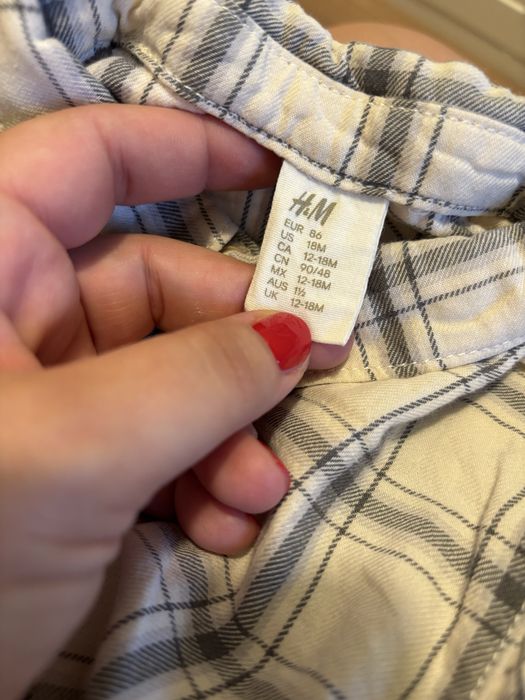 H&M
EUR 86
US 18M
CA 12-18M
CN 90/48
MX 12-18M
AUS 1½
UK 12-18M